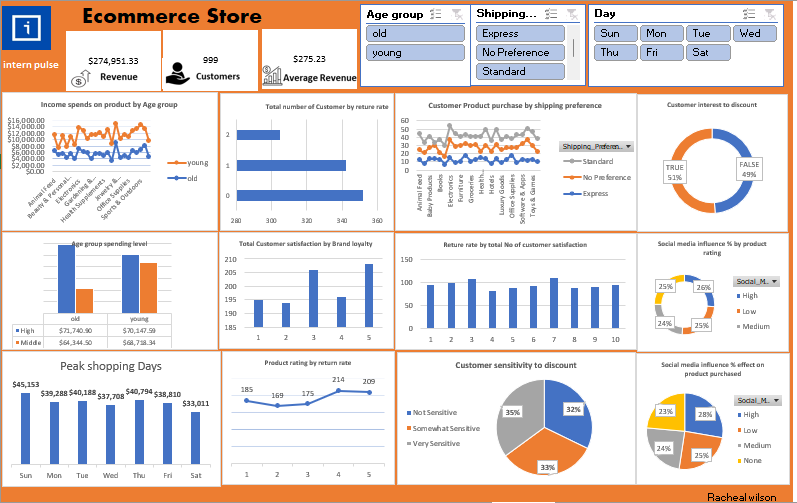 Ecommerce Store
intern pulse
$274,951.33
Revenue
999
Customers
$275.23
Average Revenue
Age group
old
young
Shipping...
Express
No Preference
Standard
Day
Sun Mon Tue Wed
Thu Fri Sat
Income spends on product by Age group
$16,000.00
$14,000.00
$12,000.00
$10,000.00
$8,000.00
$6,000.00
$4,000.00
$2,000.00
$0.00
Animal Feed
Beauty & Personal...
Electronics
Gardening &...
Health Supplements
Jewelry &...
Office Supplies
Sports & Outdoors
young
old
Total number of Customer by reture rate
2
1
0
280 300 320 340 360
Customer Product purchase by shipping preference
60
50
40
30
20
10
0
Animal Feed
Baby Products
Books
Electronics
Furniture
Groceries
Health...
Hotels
Luxury Goods
Office Supplies
Software & Apps
Toys & Games
Shipping_Preferen...
Standard
No Preference
Express
Customer interest to discount
TRUE
51%
FALSE
49%
Age group spending level
old young
High $71,740.90 $70,147.59
Middle $64,344.50 $68,718.34
Total Customer satisfaction by Brand loyalty
210
205
200
195
190
185
1 2 3 4 5
Reture rate by total No of customer satisfaction
150
100
50
0
1 2 3 4 5 6 7 8 9 10
Social media influence % by product
rating
25% 26%
24% 25%
Social_M..
High
Low
Medium
Peak shopping Days
$45,153 $39,288 $40,188 $37,708 $40,794 $38,810 $33,011
Sun Mon Tue Wed Thu Fri Sat
Product rating by return rate
185 169 175 214 209
1 2 3 4 5
Customer sensitivity to discount
Not Sensitive
Somewhat Sensitive
Very Sensitive
35% 32%
33%
Social media influence % effect on
product purchased
23% 28%
24% 25%
Social_M..
High
Low
Medium
None
Racheal wilson